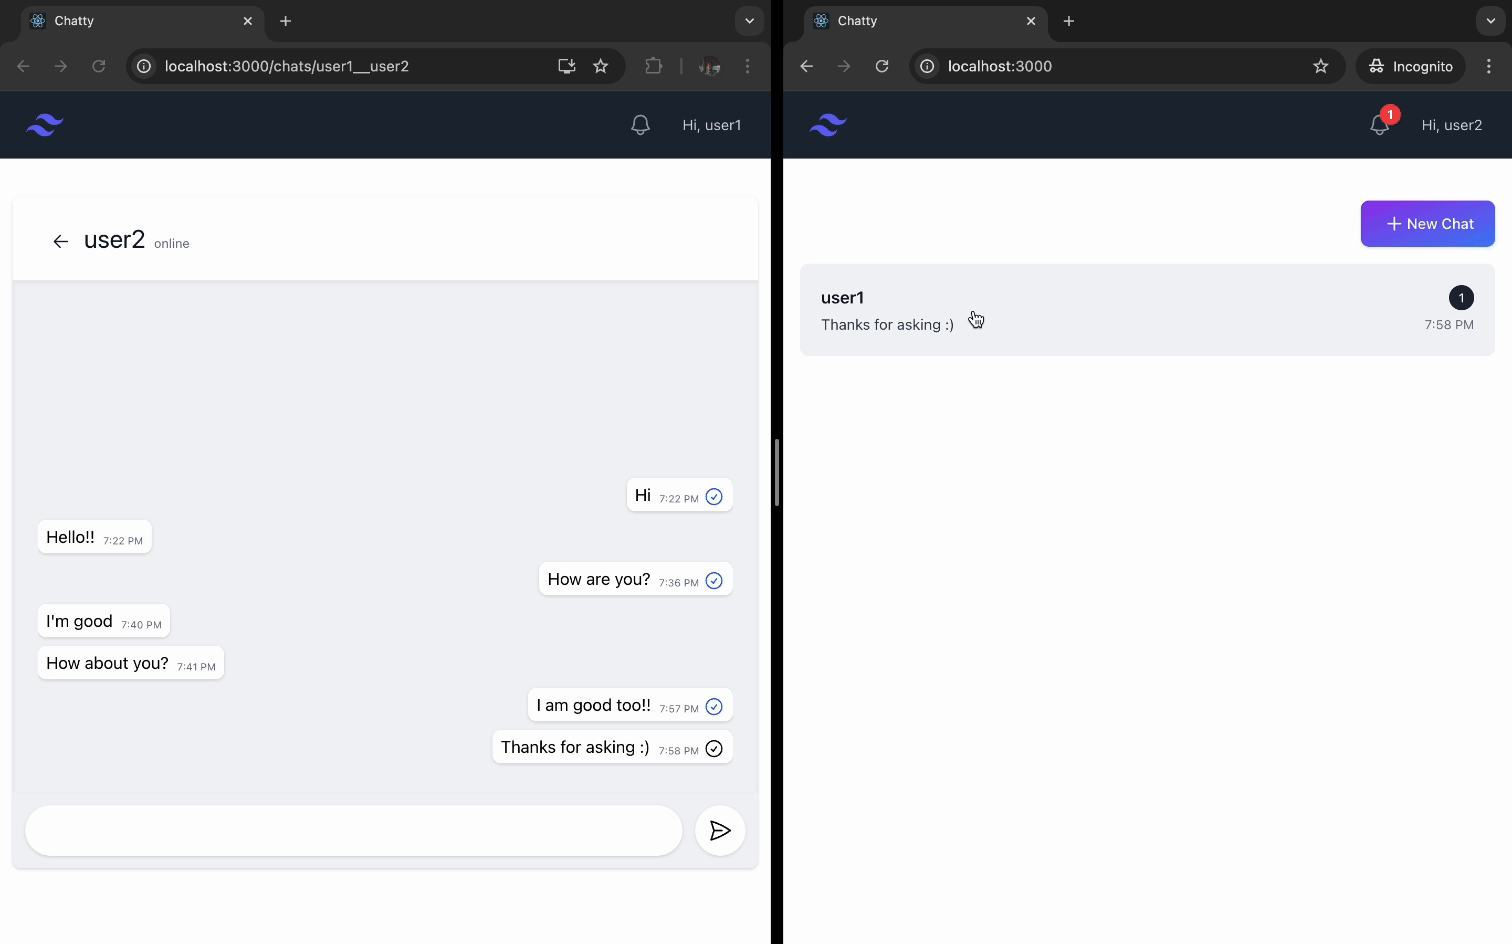 Chatty
localhost:3000/chats/user1__user2
Hi, user1
user2 online
Hi 7:22 PM
Hello!! 7:22 PM
How are you? 7:36 PM
I'm good 7:40 PM
How about you? 7:41 PM
I am good too!! 7:57 PM
Thanks for asking :) 7:58 PM
Chatty
localhost:3000
Incognito
1
Hi, user2
+ New Chat
user1 1
Thanks for asking :) 7:58 PM